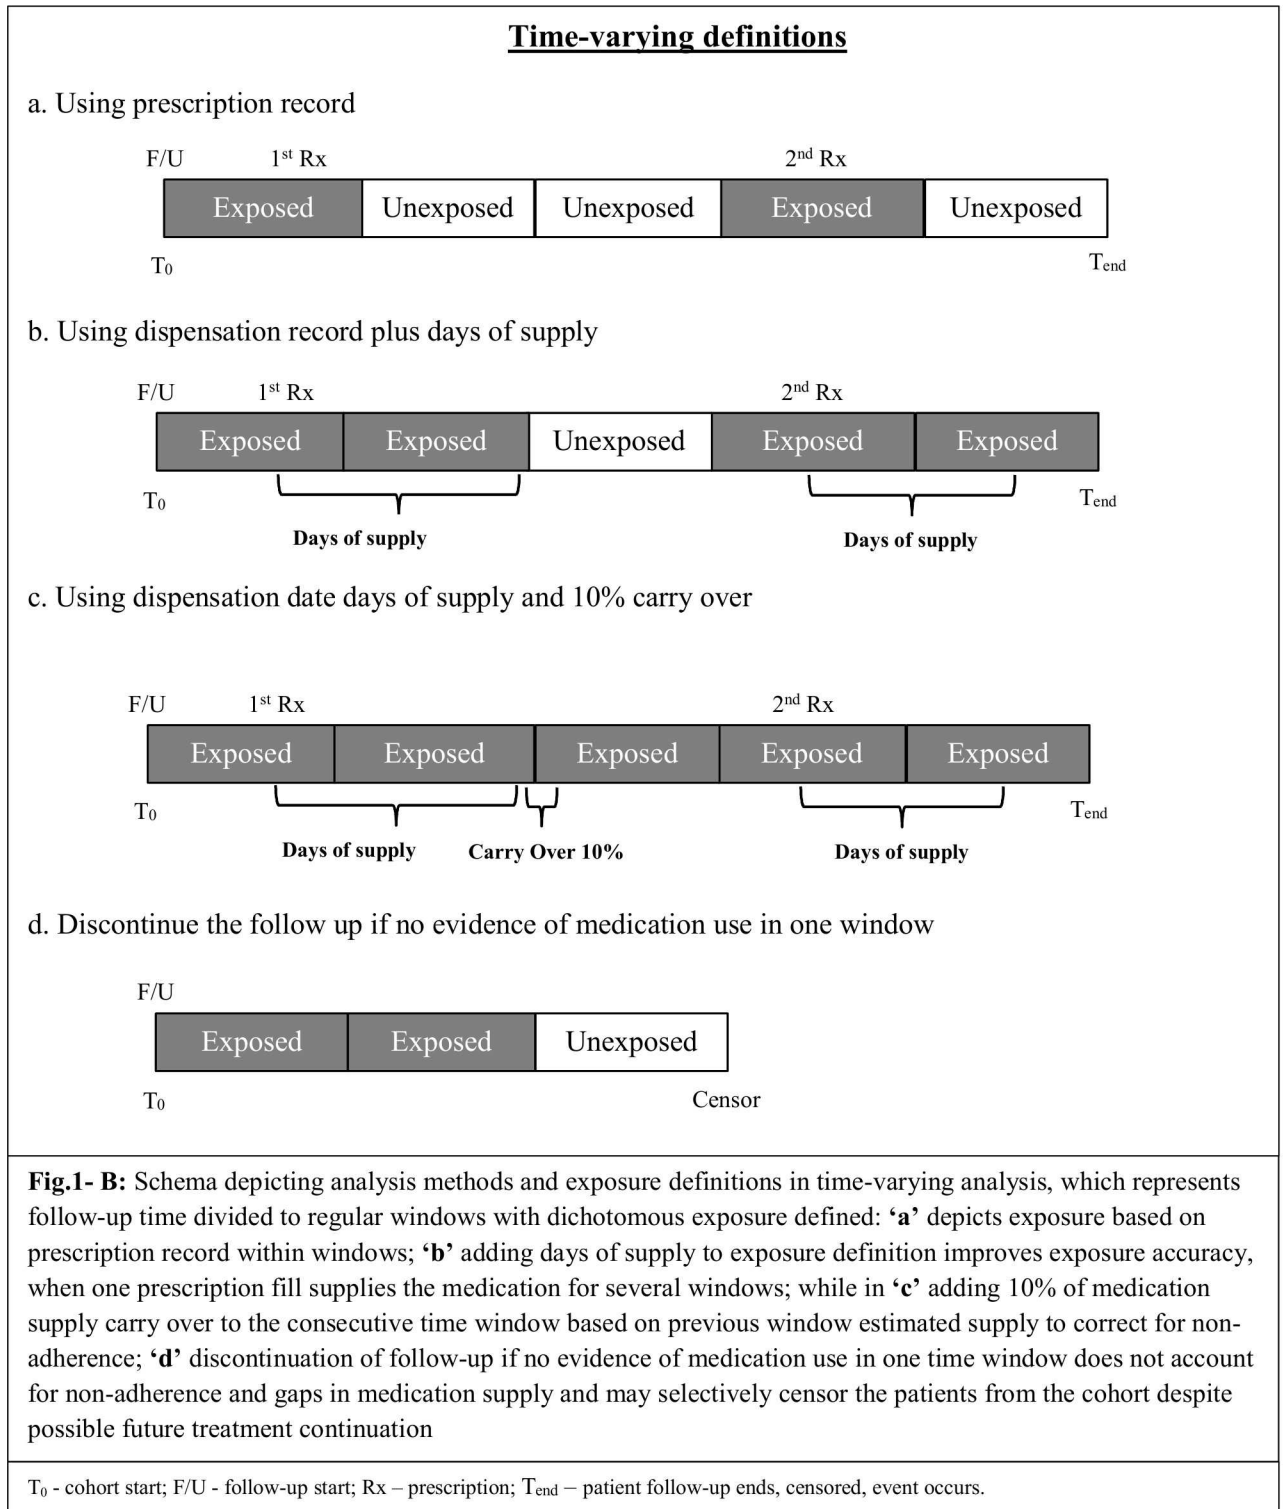 Time-varying definitions
a. Using prescription record
F/U 1st Rx 2nd Rx
Exposed Unexposed Unexposed Exposed Unexposed
T0 Tend
b. Using dispensation record plus days of supply
F/U 1st Rx 2nd Rx
Exposed Exposed Unexposed Exposed Exposed
T0 Tend
Days of supply Days of supply
c. Using dispensation date days of supply and 10% carry over
F/U 1st Rx 2nd Rx
Exposed Exposed Exposed Exposed Exposed
T0 Tend
Days of supply Carry Over 10% Days of supply
d. Discontinue the follow up if no evidence of medication use in one window
F/U
Exposed Exposed Unexposed
T0 Censor
Fig.1- B: Schema depicting analysis methods and exposure definitions in time-varying analysis, which represents
follow-up time divided to regular windows with dichotomous exposure defined: ‘a’ depicts exposure based on
prescription record within windows; ‘b’ adding days of supply to exposure definition improves exposure accuracy,
when one prescription fill supplies the medication for several windows; while in ‘c’ adding 10% of medication
supply carry over to the consecutive time window based on previous window estimated supply to correct for non-
adherence; ‘d’ discontinuation of follow-up if no evidence of medication use in one time window does not account
for non-adherence and gaps in medication supply and may selectively censor the patients from the cohort despite
possible future treatment continuation
T0 - cohort start; F/U - follow-up start; Rx – prescription; Tend – patient follow-up ends, censored, event occurs.